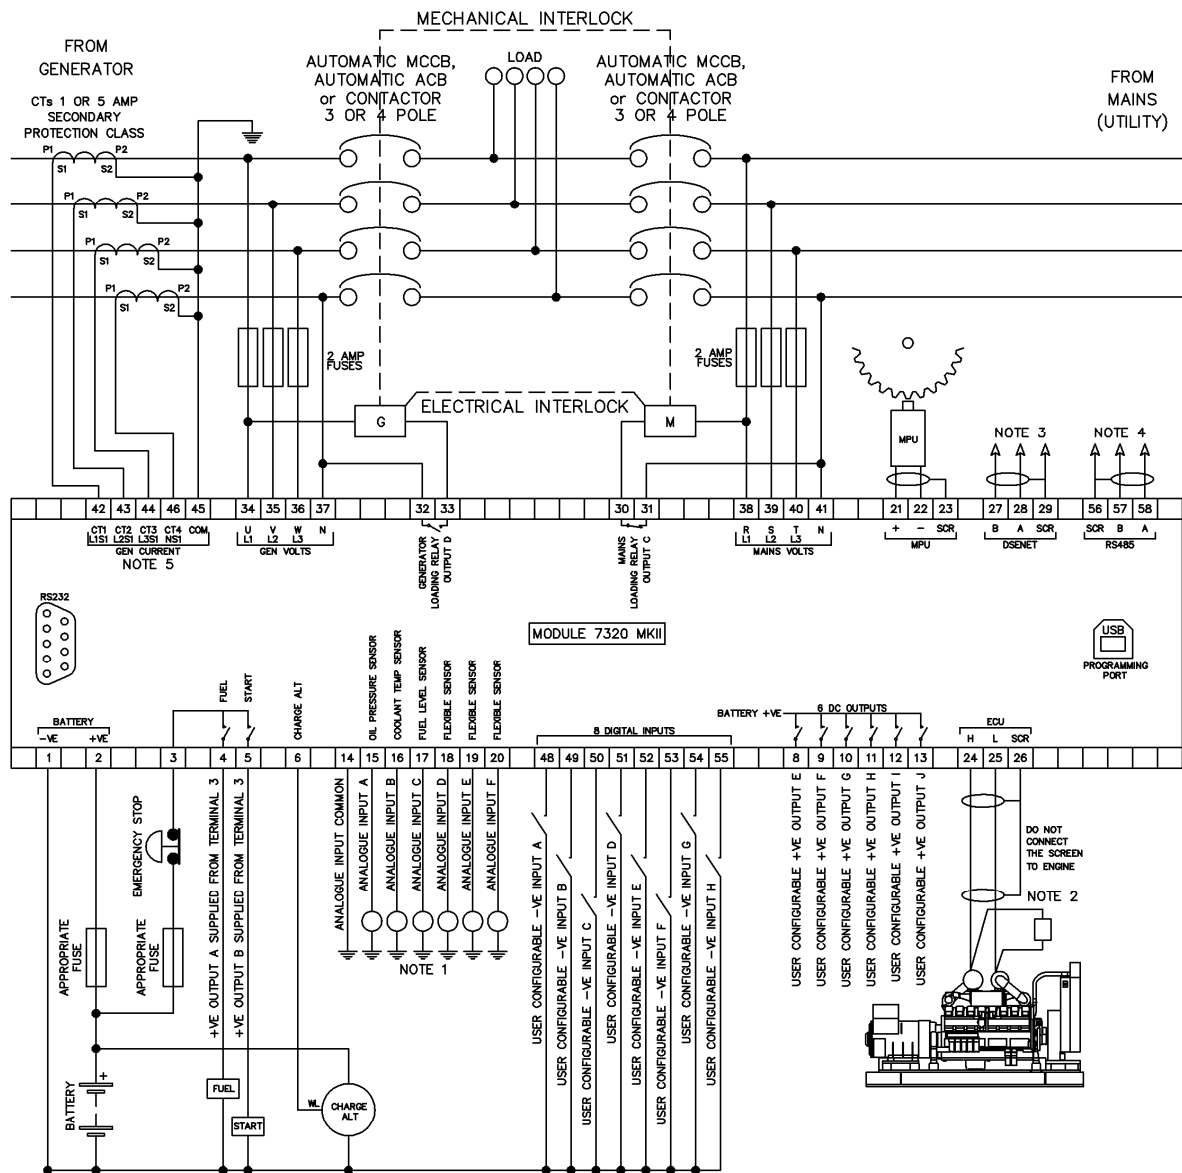 MECHANICAL INTERLOCK
FROM
GENERATOR
CTs 1 OR 5 AMP
SECONDARY
PROTECTION CLASS
AUTOMATIC MCCB,
AUTOMATIC ACB
or CONTACTOR
3 OR 4 POLE
LOAD
AUTOMATIC MCCB,
AUTOMATIC ACB
or CONTACTOR
3 OR 4 POLE
FROM
MAINS
(UTILITY)
P1 P2
S1 S2
P1 P2
S1 S2
P1 P2
S1 S2
P1 P2
S1 S2
2 AMP
FUSES
2 AMP
FUSES
ELECTRICAL INTERLOCK
G
M
MPU
NOTE 3
NOTE 4
42 43 44 46 45 34 35 36 37 32 33 30 31 38 39 40 41 21 22 23 27 28 29 56 57 58
CT1 CT2 CT3 CT4 COM
L1S1 L2S1 L3S1 NS1
GEN CURRENT
NOTE 5
U V W N
L1 L2 L3
GEN VOLTS
GENERATOR
LOADING RELAY
OUTPUT D
MAINS
LOADING RELAY
OUTPUT C
R S T N
L1 L2 L3
MAINS VOLTS
+ - SCR
MPU
B A SCR
DSENET
SCR B A
RS485
RS232
MODULE 7320 MKII
USB
PROGRAMMING
PORT
BATTERY
-VE +VE
FUEL
START
CHARGE ALT
OIL PRESSURE SENSOR
COOLANT TEMP SENSOR
FUEL LEVEL SENSOR
FLEXIBLE SENSOR
FLEXIBLE SENSOR
FLEXIBLE SENSOR
8 DIGITAL INPUTS
BATTERY +VE
6 DC OUTPUTS
ECU
H L SCR
1 2 3 4 5 6 14 15 16 17 18 19 20 48 49 50 51 52 53 54 55 8 9 10 11 12 13 24 25 26
EMERGENCY STOP
APPROPRIATE
FUSE
APPROPRIATE
FUSE
+VE OUTPUT A SUPPLIED FROM TERMINAL 3
+VE OUTPUT B SUPPLIED FROM TERMINAL 3
ANALOGUE INPUT COMMON
ANALOGUE INPUT A
ANALOGUE INPUT B
ANALOGUE INPUT C
ANALOGUE INPUT D
ANALOGUE INPUT E
ANALOGUE INPUT F
NOTE 1
USER CONFIGURABLE -VE INPUT A
USER CONFIGURABLE -VE INPUT B
USER CONFIGURABLE -VE INPUT C
USER CONFIGURABLE -VE INPUT D
USER CONFIGURABLE -VE INPUT E
USER CONFIGURABLE -VE INPUT F
USER CONFIGURABLE -VE INPUT G
USER CONFIGURABLE -VE INPUT H
USER CONFIGURABLE +VE OUTPUT E
USER CONFIGURABLE +VE OUTPUT F
USER CONFIGURABLE +VE OUTPUT G
USER CONFIGURABLE +VE OUTPUT H
USER CONFIGURABLE +VE OUTPUT I
USER CONFIGURABLE +VE OUTPUT J
DO NOT
CONNECT
THE SCREEN
TO ENGINE
NOTE 2
BATTERY
+
FUEL
START
WL
CHARGE
ALT